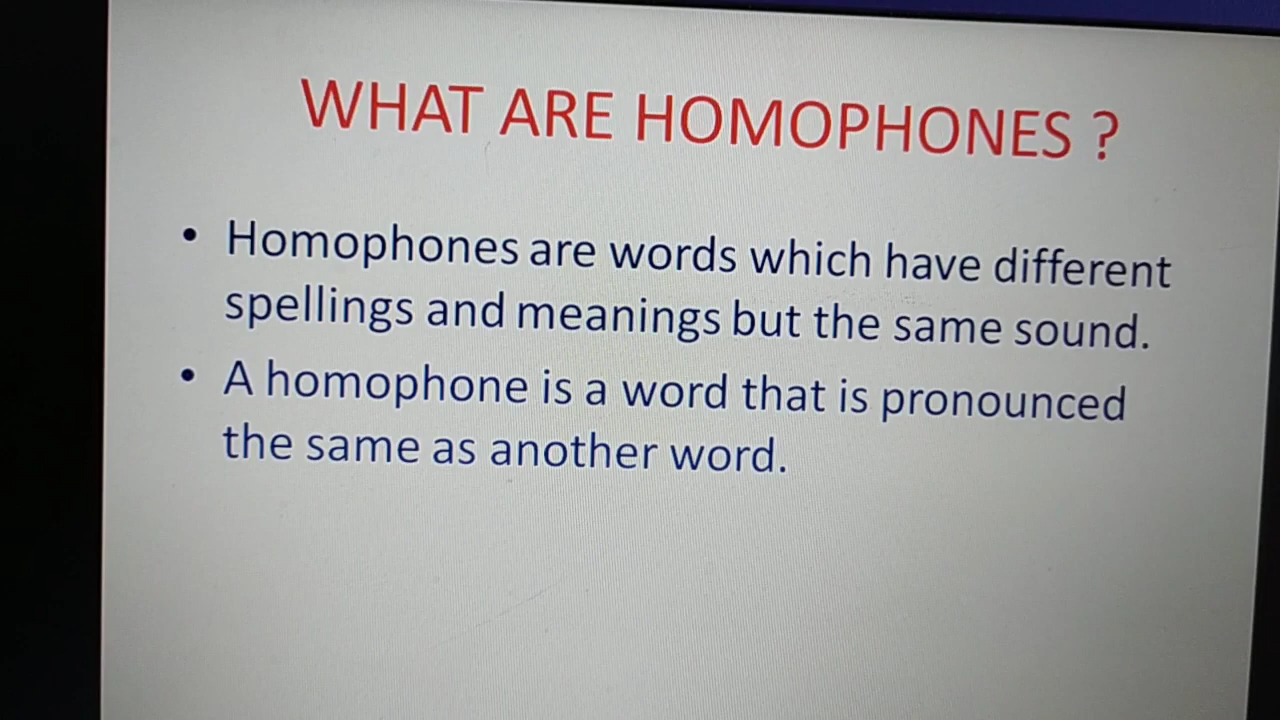 WHAT ARE HOMOPHONES ?
• Homophones are words which have different
spellings and meanings but the same sound.
• A homophone is a word that is pronounced
the same as another word.